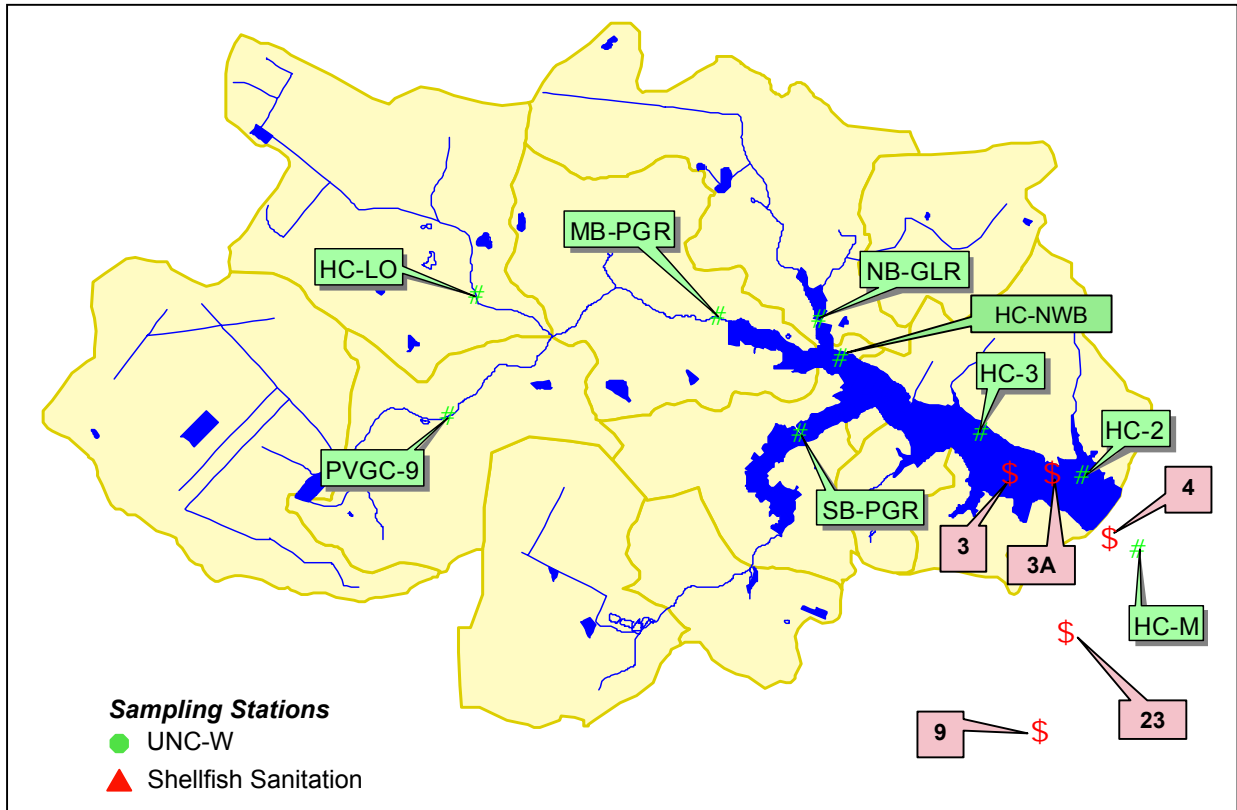 MB-PGR
HC-LO
NB-GLR
HC-NWB
HC-3
HC-2
PVGC-9
SB-PGR
4
3
3A
HC-M
23
9
#
#
#
#
#
#
#
#
#
$
$
$
$
$
Sampling Stations
UNC-W
Shellfish Sanitation